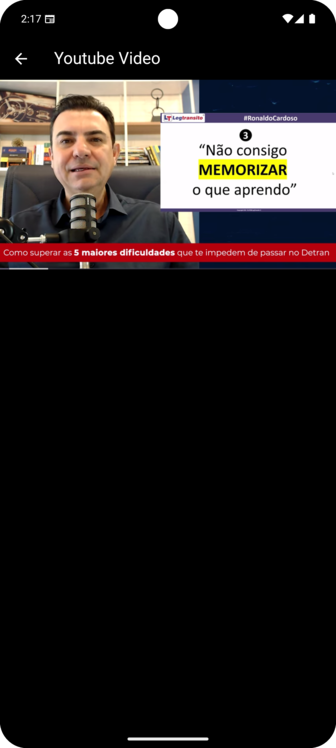 2:17
Youtube Video
Legtransito
#RonaldoCardoso
3
“Não consigo
MEMORIZAR
o que aprendo”
Como superar as 5 maiores dificuldades que te impedem de passar no Detran